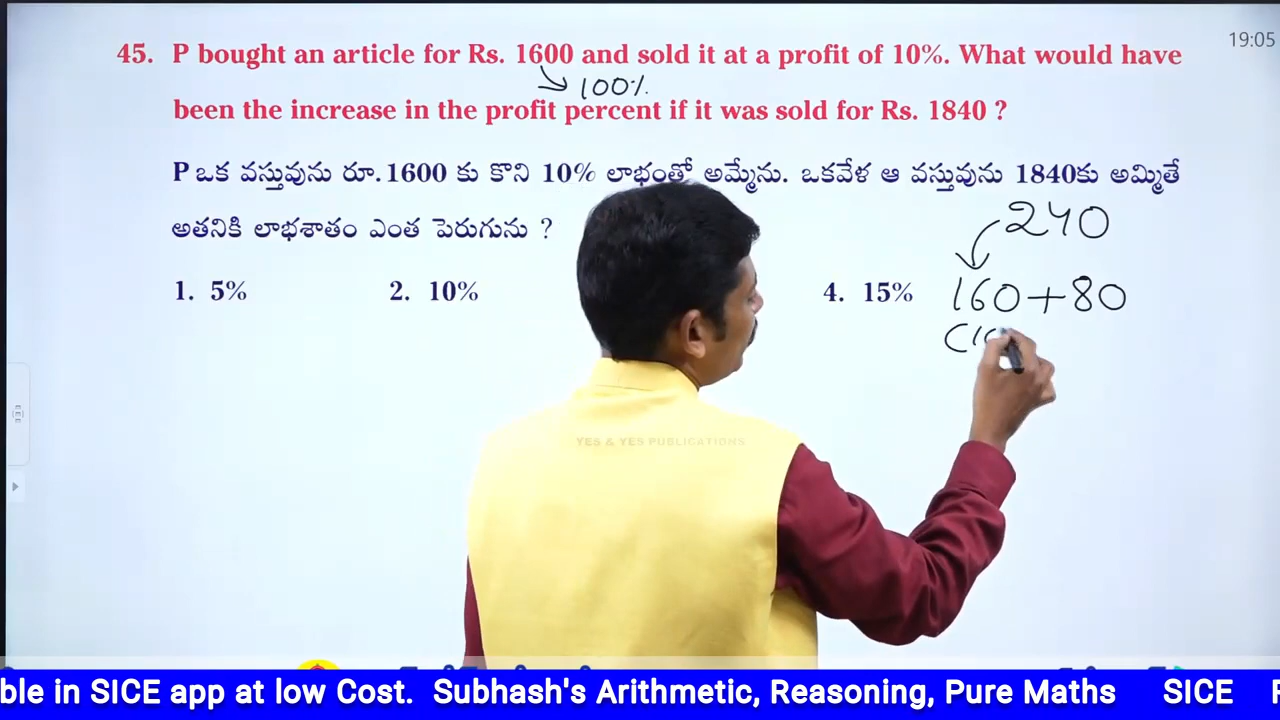 19:05
45. P bought an article for Rs. 1600 and sold it at a profit of 10%. What would have
100%
been the increase in the profit percent if it was sold for Rs. 1840 ?
P ఒక వస్తువును రూ.1600 కు కొని 10% లాభంతో అమ్మేను. ఒకవేళ ఆ వస్తువును 1840కు అమ్మితే
అతనికి లాభశాతం ఎంత పెరుగును ?
240
1. 5% 2. 10% 4. 15% 160+80
YES & YES PUBLICATIONS
ble in SICE app at low Cost. Subhash's Arithmetic, Reasoning, Pure Maths SICE